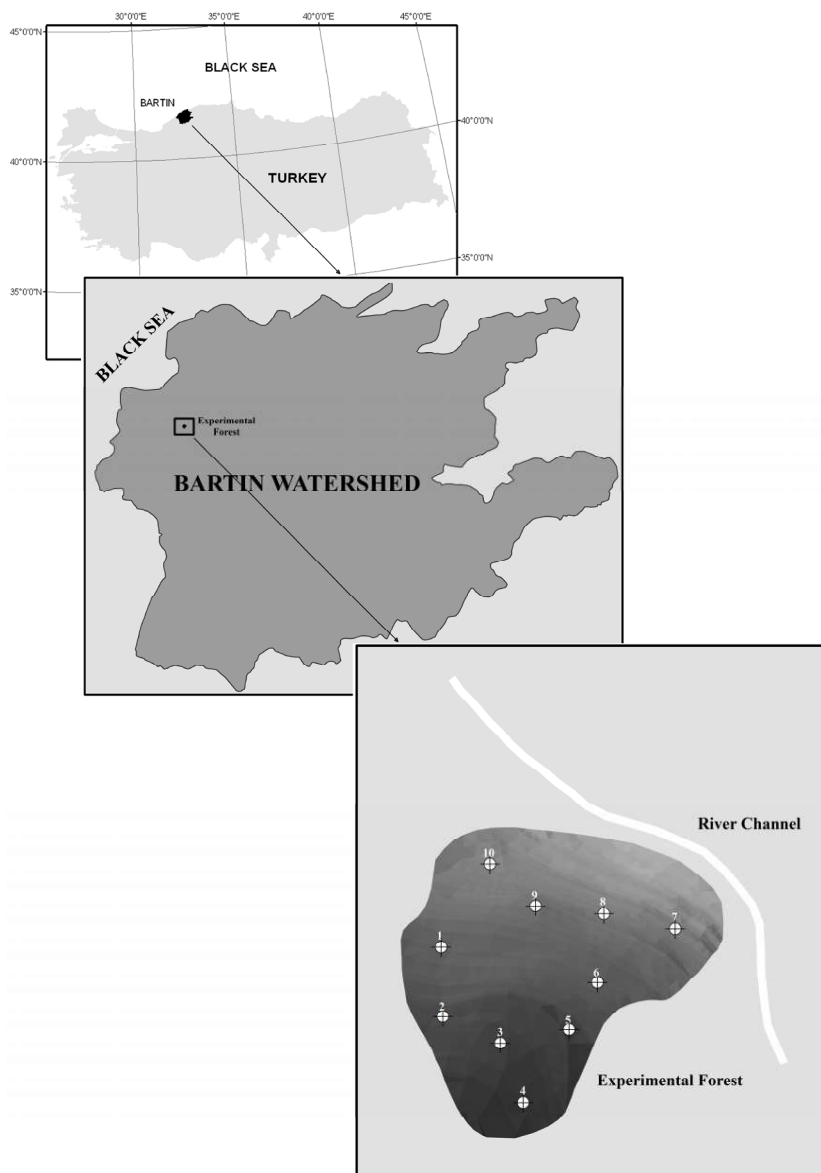 30°0'0"E 35°0'0"E 40°0'0"E 45°0'0"E
45°0'0"N
BLACK SEA
BARTIN
40°0'0"N
40°0'0"N
TURKEY
35°0'0"N
35°0'0"N
BLACK SEA
Experimental
Forest
BARTIN WATERSHED
River Channel
10
9
8
7
1
6
2
5
3
Experimental Forest
4